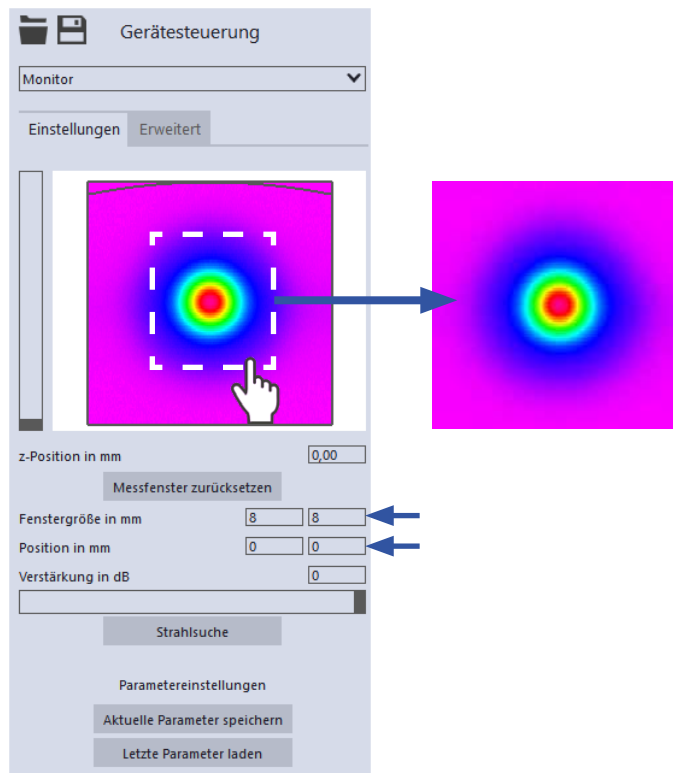 Gerätesteuerung
Monitor
Einstellungen Erweitert
z-Position in mm 0,00
Messfenster zurücksetzen
Fenstergröße in mm 8 8
Position in mm 0 0
Verstärkung in dB 0
Strahlsuche
Parametereinstellungen
Aktuelle Parameter speichern
Letzte Parameter laden